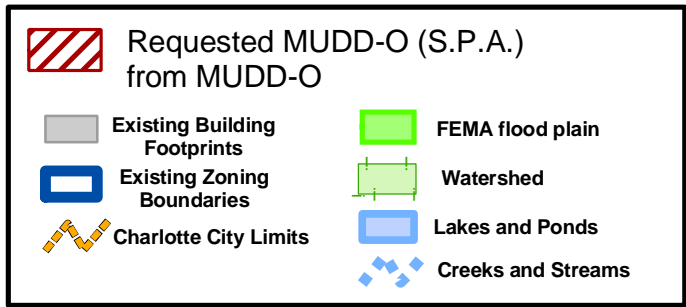 Requested MUDD-O (S.P.A.)
from MUDD-O
Existing Building
Footprints
Existing Zoning
Boundaries
Charlotte City Limits
FEMA flood plain
Watershed
Lakes and Ponds
Creeks and Streams